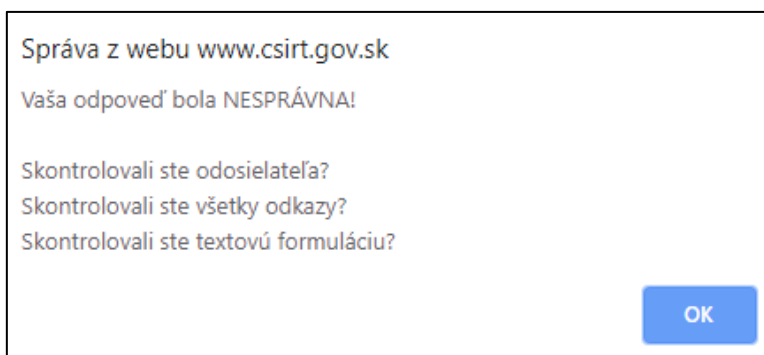 Správa z webu www.csirt.gov.sk
Vaša odpoveď bola NESPRÁVNA!
Skontrolovali ste odosielateľa?
Skontrolovali ste všetky odkazy?
Skontrolovali ste textovú formuláciu?
OK